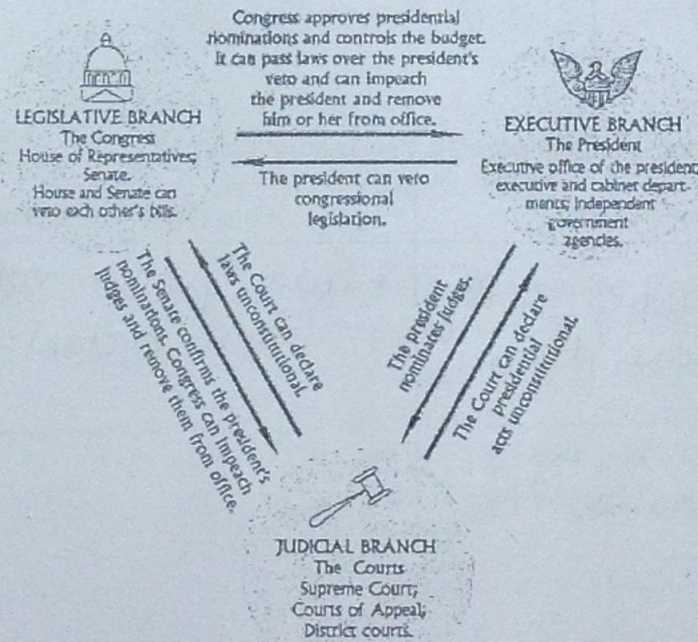 Congress approves presidential
nominations and controls the budget.
It can pass laws over the president's
veto and can impeach
the president and remove
him or her from office.
LEGISLATIVE BRANCH
The Congress
House of Representatives;
Senate.
House and Senate can
veto each other's bills.
EXECUTIVE BRANCH
The President
Executive office of the president;
executive and cabinet depart-
ments; independent
government
agencies.
The president can veto
congressional
legislation.
The Senate confirms the president's
nominations. Congress can impeach
judges and remove them from office.
The Court can declare
laws unconstitutional.
The president
nominates judges.
The Court can declare
presidential
acts unconstitutional.
JUDICIAL BRANCH
The Courts
Supreme Court;
Courts of Appeal;
District courts.